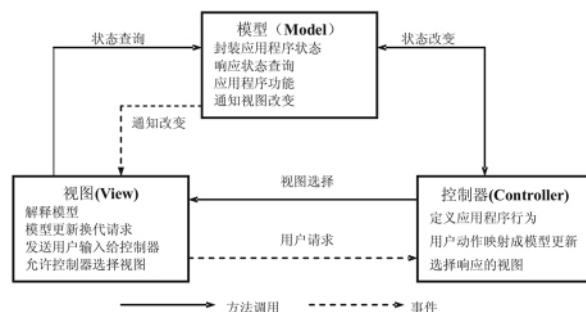 模型（Model）
封装应用程序状态
响应状态查询
应用程序功能
通知视图改变
状态查询
状态改变
通知改变
视图(View)
解释模型
模型更新换代请求
发送用户输入给控制器
允许控制器选择视图
视图选择
用户请求
控制器(Controller)
定义应用程序行为
用户动作映射成模型更新
选择响应的视图
方法调用
事件